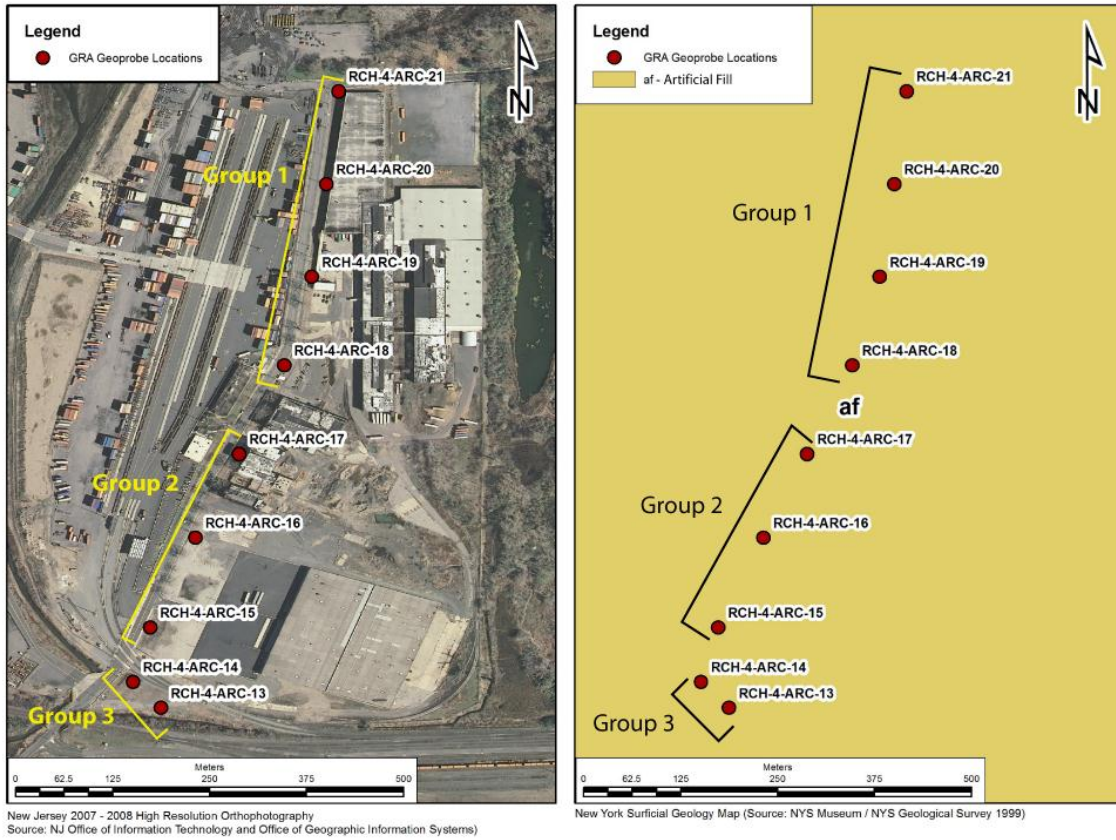 Legend
GRA Geoprobe Locations
N
RCH-4-ARC-21
Group 1
RCH-4-ARC-20
RCH-4-ARC-19
RCH-4-ARC-18
RCH-4-ARC-17
Group 2
RCH-4-ARC-16
RCH-4-ARC-15
RCH-4-ARC-14
RCH-4-ARC-13
Group 3
Meters
0 62.5 125 250 375 500
New Jersey 2007 - 2008 High Resolution Orthophotography
Source: NJ Office of Information Technology and Office of Geographic Information Systems)
Legend
GRA Geoprobe Locations
af - Artificial Fill
N
RCH-4-ARC-21
RCH-4-ARC-20
Group 1
RCH-4-ARC-19
RCH-4-ARC-18
af
RCH-4-ARC-17
Group 2
RCH-4-ARC-16
RCH-4-ARC-15
RCH-4-ARC-14
RCH-4-ARC-13
Group 3
Meters
0 62.5 125 250 375 500
New York Surficial Geology Map (Source: NYS Museum / NYS Geological Survey 1999)